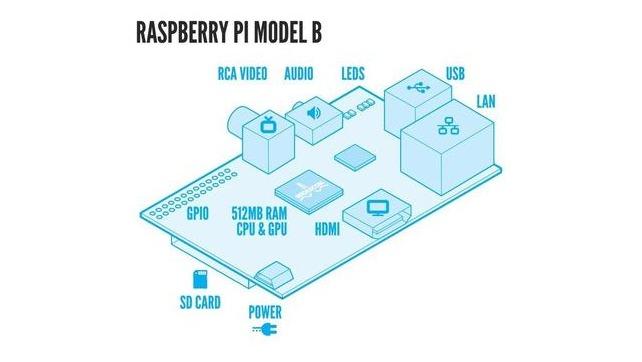 RASPBERRY PI MODEL B
RCA VIDEO
AUDIO
LEDS
USB
LAN
GPIO
512MB RAM
CPU & GPU
HDMI
SD CARD
POWER